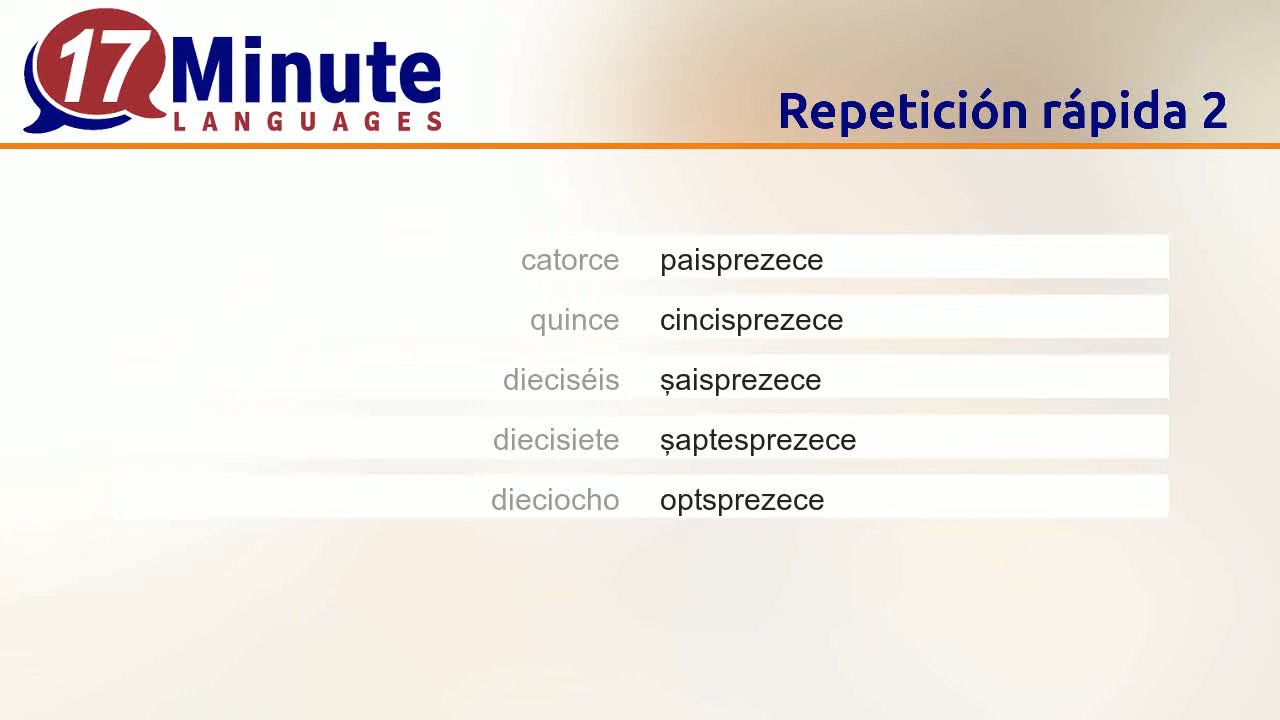 17 Minute
LANGUAGES
Repetición rápida 2
catorce paisprezece
quince cincisprezece
dieciséis șaisprezece
diecisiete șaptesprezece
dieciocho optsprezece